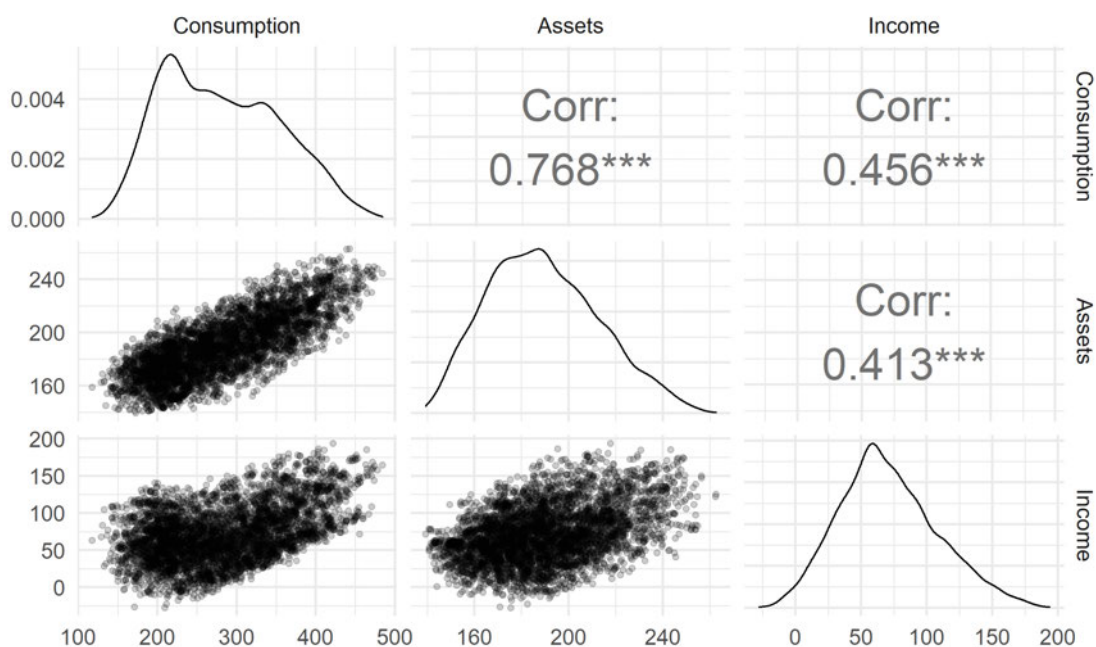 Consumption Assets Income
0.004
0.002
0.000
Corr:
0.768***
Corr:
0.456***
Consumption
240
200
160
Corr:
0.413***
Assets
200
150
100
50
0
Income
100 200 300 400 500 160 200 240 0 50 100 150 200